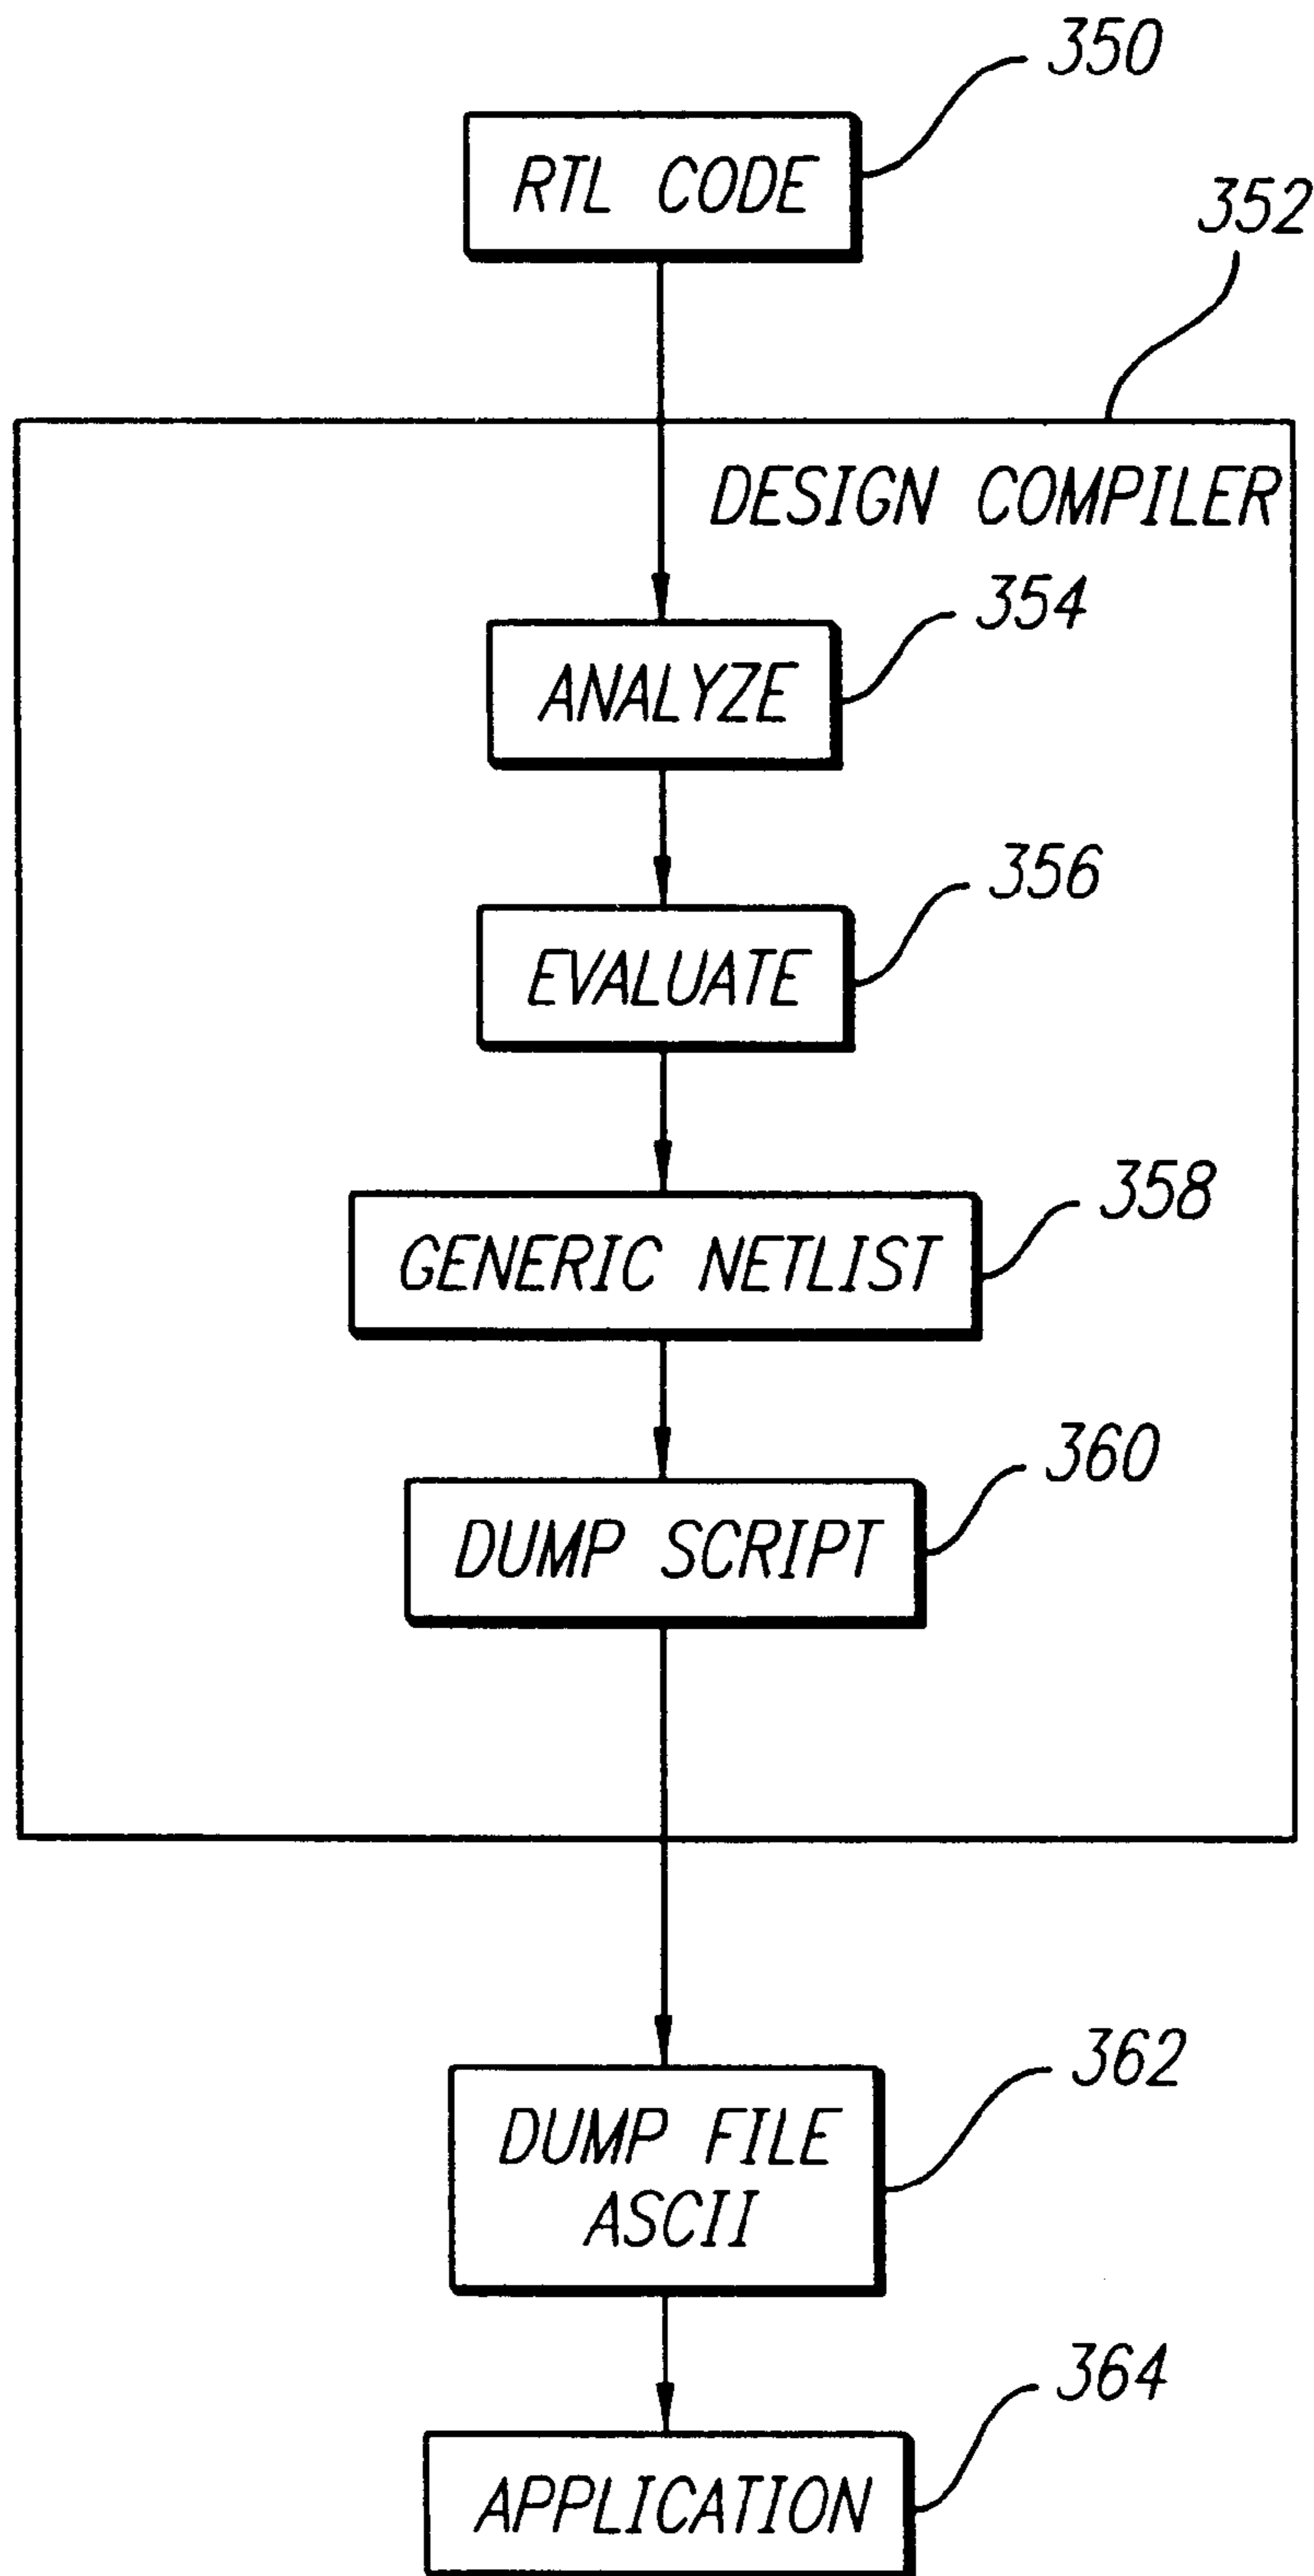 350
RTL CODE
352
DESIGN COMPILER
354
ANALYZE
356
EVALUATE
358
GENERIC NETLIST
360
DUMP SCRIPT
362
DUMP FILE
ASCII
364
APPLICATION